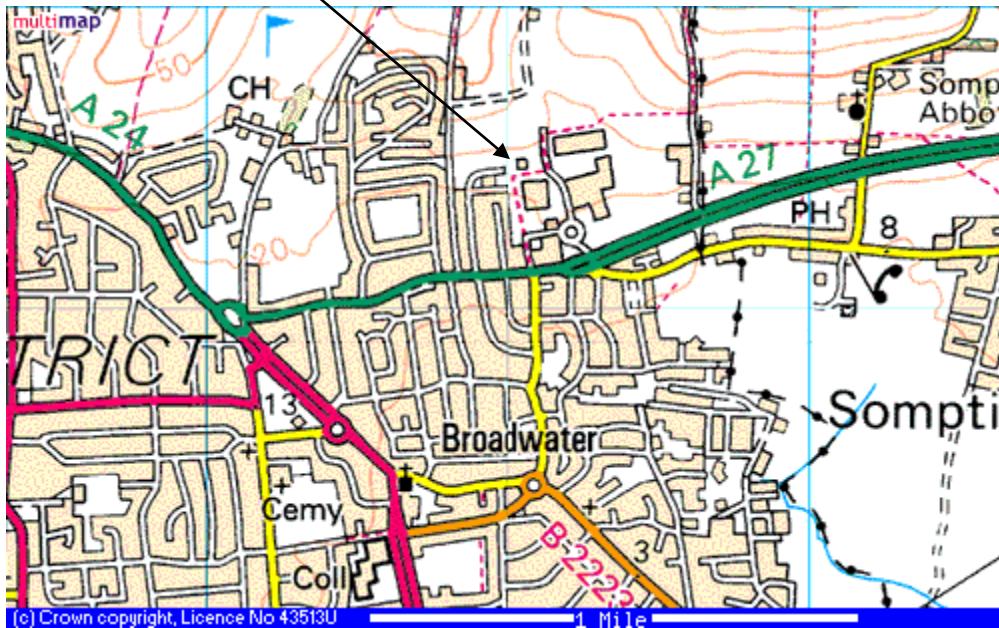 multimap
50
A 24
CH
Somp
Abbo
A 27
PH
8
20
TRICT
13
Broadwater
Sompti
Cemy
Coll
B 2223
3
(c) Crown copyright, Licence No 43513U
1 Mile